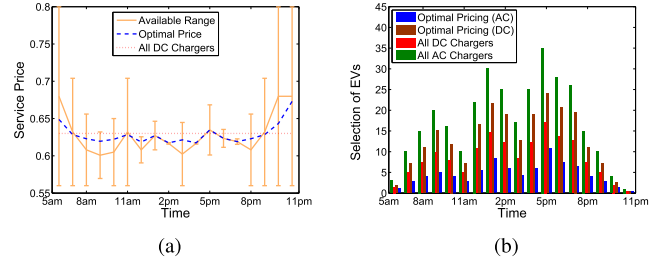 0.8
0.75
0.7
0.65
0.6
0.55
Service Price
Available Range
Optimal Price
All DC Chargers
5am 8am 11am 2pm 5pm 8pm 11pm
Time
(a)
45
40
35
30
25
20
15
10
5
0
Selection of EVs
Optimal Pricing (AC)
Optimal Pricing (DC)
All DC Chargers
All AC Chargers
5am 8am 11am 2pm 5pm 8pm 11pm
Time
(b)